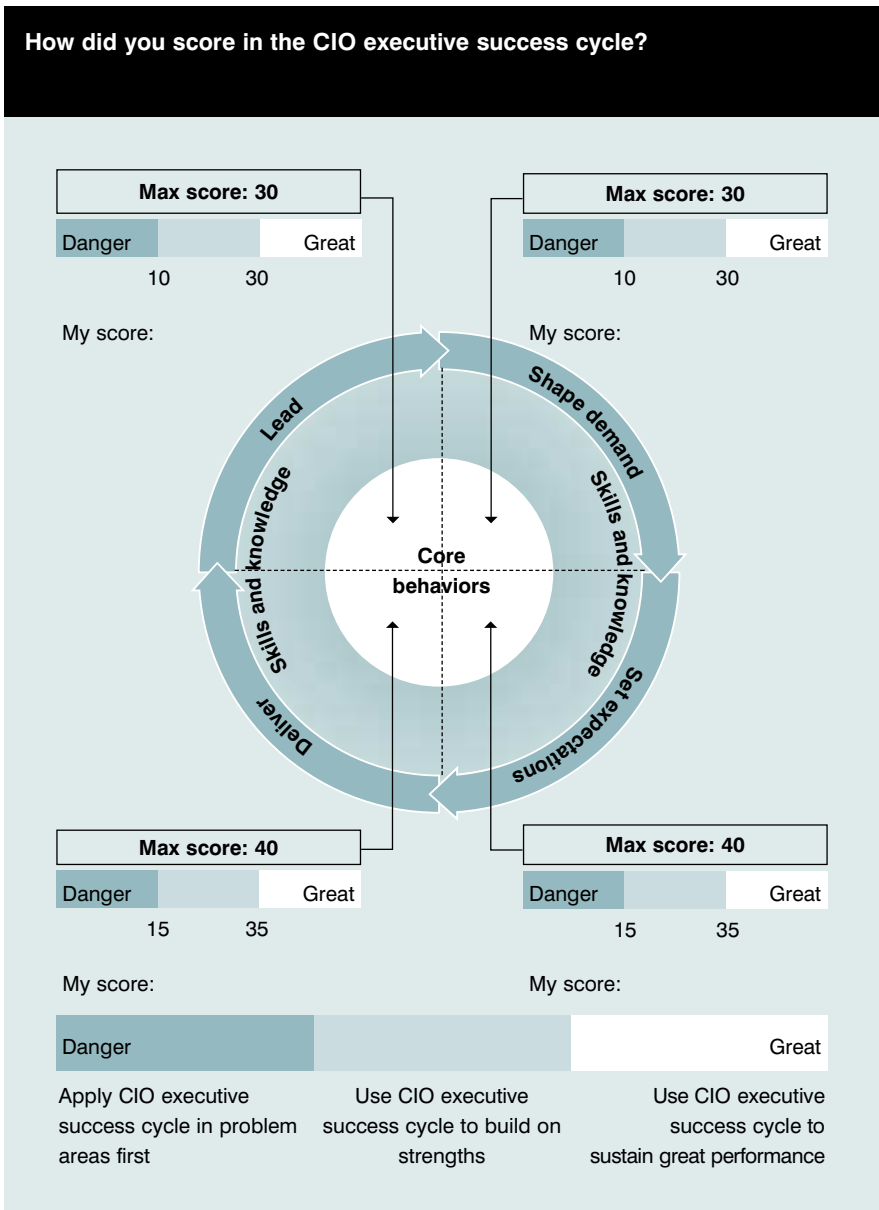 How did you score in the CIO executive success cycle?
Max score: 30
Danger
Great
10
30
My score:
Max score: 30
Danger
Great
10
30
My score:
Lead
Shape demand
Skills and knowledge
Skills and knowledge
Core
behaviors
Deliver
Set expectations
Max score: 40
Danger
Great
15
35
My score:
Max score: 40
Danger
Great
15
35
My score:
Danger
Great
Apply CIO executive
success cycle in problem
areas first
Use CIO executive
success cycle to build on
strengths
Use CIO executive
success cycle to
sustain great performance